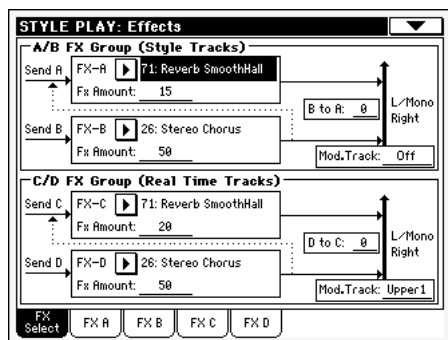 STYLE PLAY: Effects
A/B FX Group (Style Tracks)
Send A
FX-A
71: Reverb SmoothHall
Fx Amount: 15
B to A: 0
L/Mono
Right
Send B
FX-B
26: Stereo Chorus
Fx Amount: 50
Mod.Track: Off
C/D FX Group (Real Time Tracks)
Send C
FX-C
71: Reverb SmoothHall
Fx Amount: 20
D to C: 0
L/Mono
Right
Send D
FX-D
26: Stereo Chorus
Fx Amount: 50
Mod.Track: Upper1
FX
Select
FX A
FX B
FX C
FX D